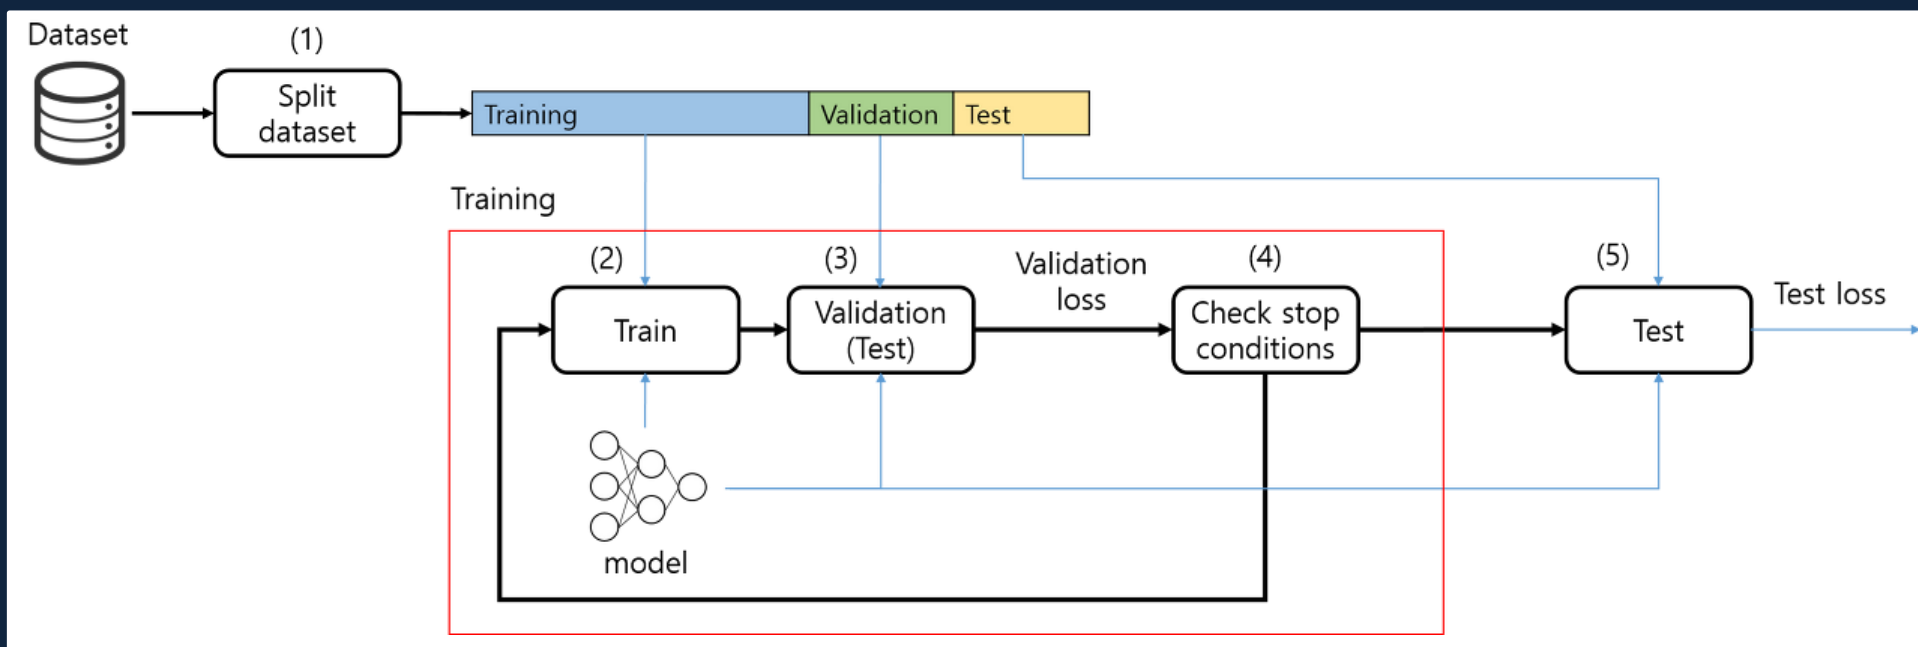 Dataset
(1)
Split
dataset
Training
Validation
Test
Training
(2)
(3)
Validation
loss
(4)
(5)
Train
Validation
(Test)
Check stop
conditions
Test
Test loss
model